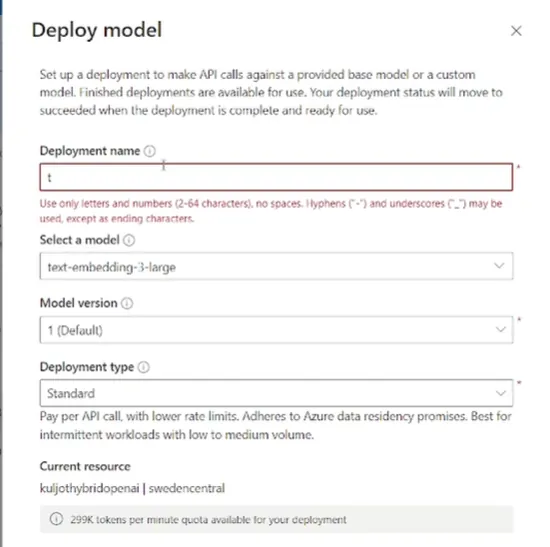 Deploy model
Set up a deployment to make API calls against a provided base model or a custom
model. Finished deployments are available for use. Your deployment status will move to
succeeded when the deployment is complete and ready for use.
Deployment name
*
t
Use only letters and numbers (2-64 characters), no spaces. Hyphens ("-") and underscores ("_") may be
used, except as ending characters.
Select a model
text-embedding-3-large
Model version
*
1 (Default)
Deployment type
*
Standard
Pay per API call, with lower rate limits. Adheres to Azure data residency promises. Best for
intermittent workloads with low to medium volume.
Current resource
kuljothybridopenai | swedencentral
299K tokens per minute quota available for your deployment